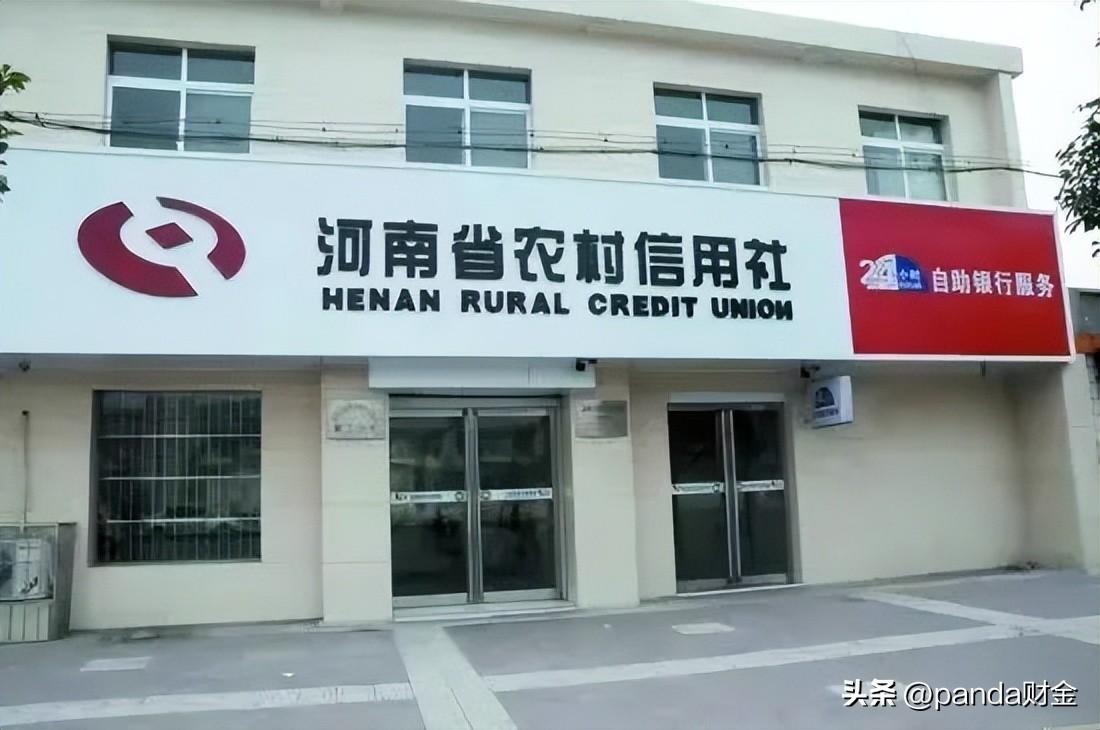 河南省农村信用社
HENAN RURAL CREDIT UNION
24小时
自助银行服务
头条 @panda财金